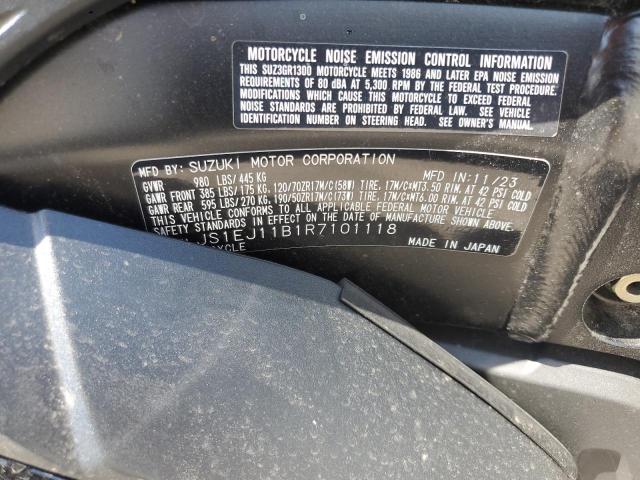 MOTORCYCLE NOISE EMISSION CONTROL INFORMATION
THIS SUZ3GR1300 MOTORCYCLE MEETS 1986 AND LATER EPA NOISE EMISSION
REQUIREMENTS OF 80 dBA AT 5,300 RPM BY THE FEDERAL TEST PROCEDURE.
MODIFICATIONS WHICH CAUSE THIS MOTORCYCLE TO EXCEED FEDERAL
NOISE STANDARDS ARE PROHIBITED BY FEDERAL LAW. SEE VEHICLE
IDENTIFICATION NUMBER ON STEERING HEAD. SEE OWNER'S MANUAL.
MFD BY: SUZUKI MOTOR CORPORATION MFD IN:11/23
GVWR 980 LBS/445 KG
GAWR FRONT 385 LBS/175 KG. 120/70ZR17M/C(58W) TIRE. 17M/C×MT3.50 RIM. AT 42 PSI COLD
GAWR REAR 595 LBS/270 KG. 190/50ZR17M/C(73W) TIRE. 17M/C×MT6.00 RIM. AT 42 PSI COLD
THIS VEHICLE CONFORMS TO ALL APPLICABLE FEDERAL MOTOR VEHICLE
SAFETY STANDARDS IN EFFECT ON THE DATE OF MANUFACTURE SHOWN ABOVE.
JS1EJ11B1R7101118 MADE IN JAPAN